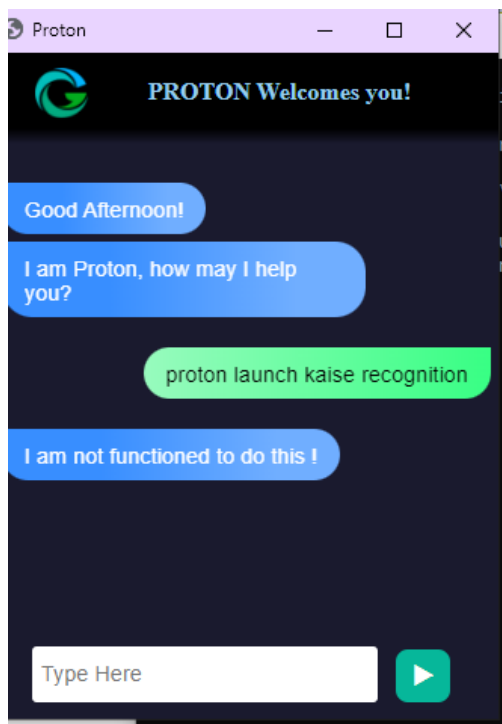 Proton
PROTON Welcomes you!
Good Afternoon!
I am Proton, how may I help
you?
proton launch kaise recognition
I am not functioned to do this !
Type Here